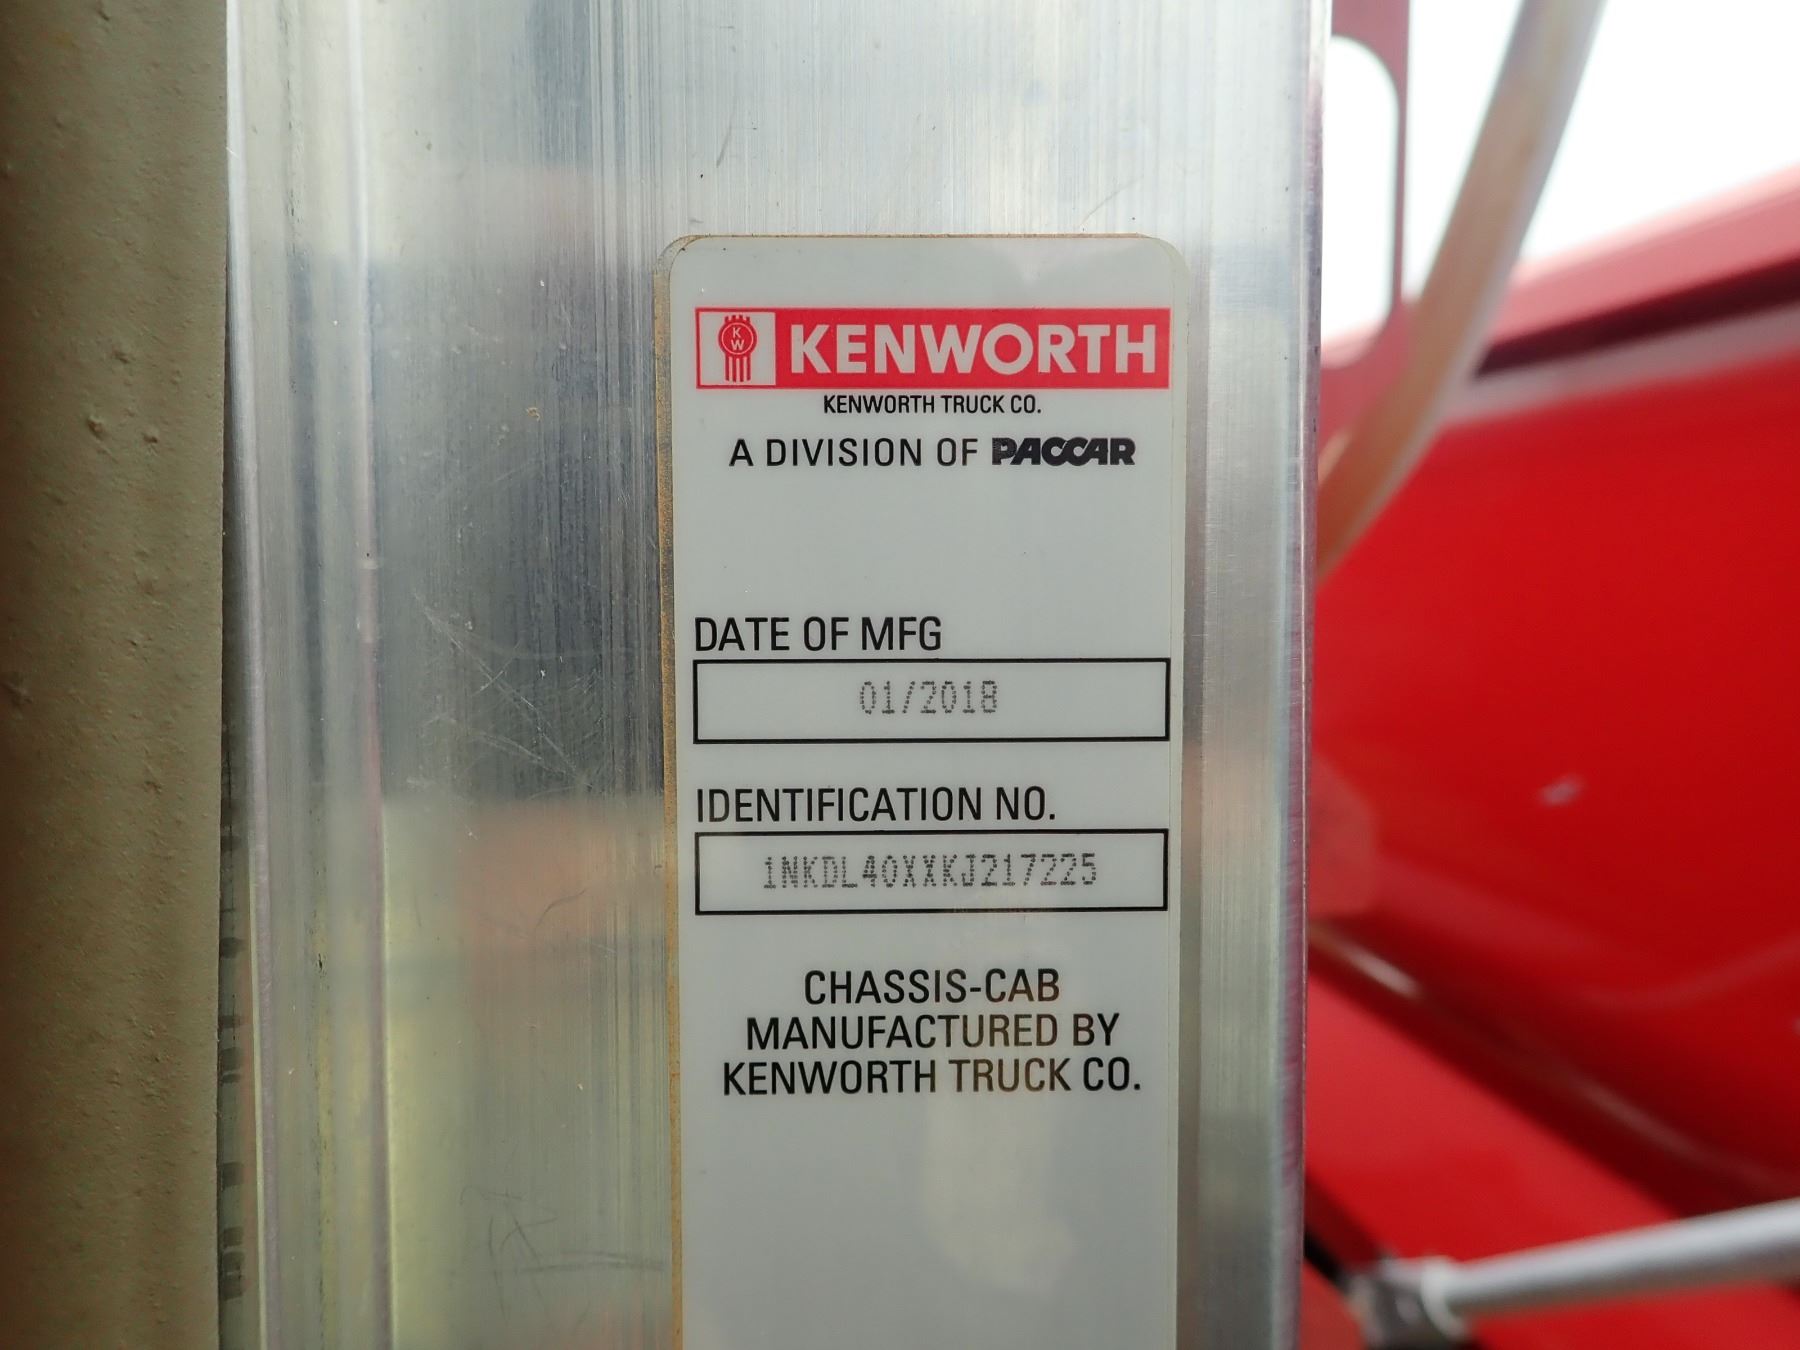 KW KENWORTH
KENWORTH TRUCK CO.
A DIVISION OF PACCAR
DATE OF MFG
01/2018
IDENTIFICATION NO.
1NKDL40XXKJ217225
CHASSIS-CAB
MANUFACTURED BY
KENWORTH TRUCK CO.